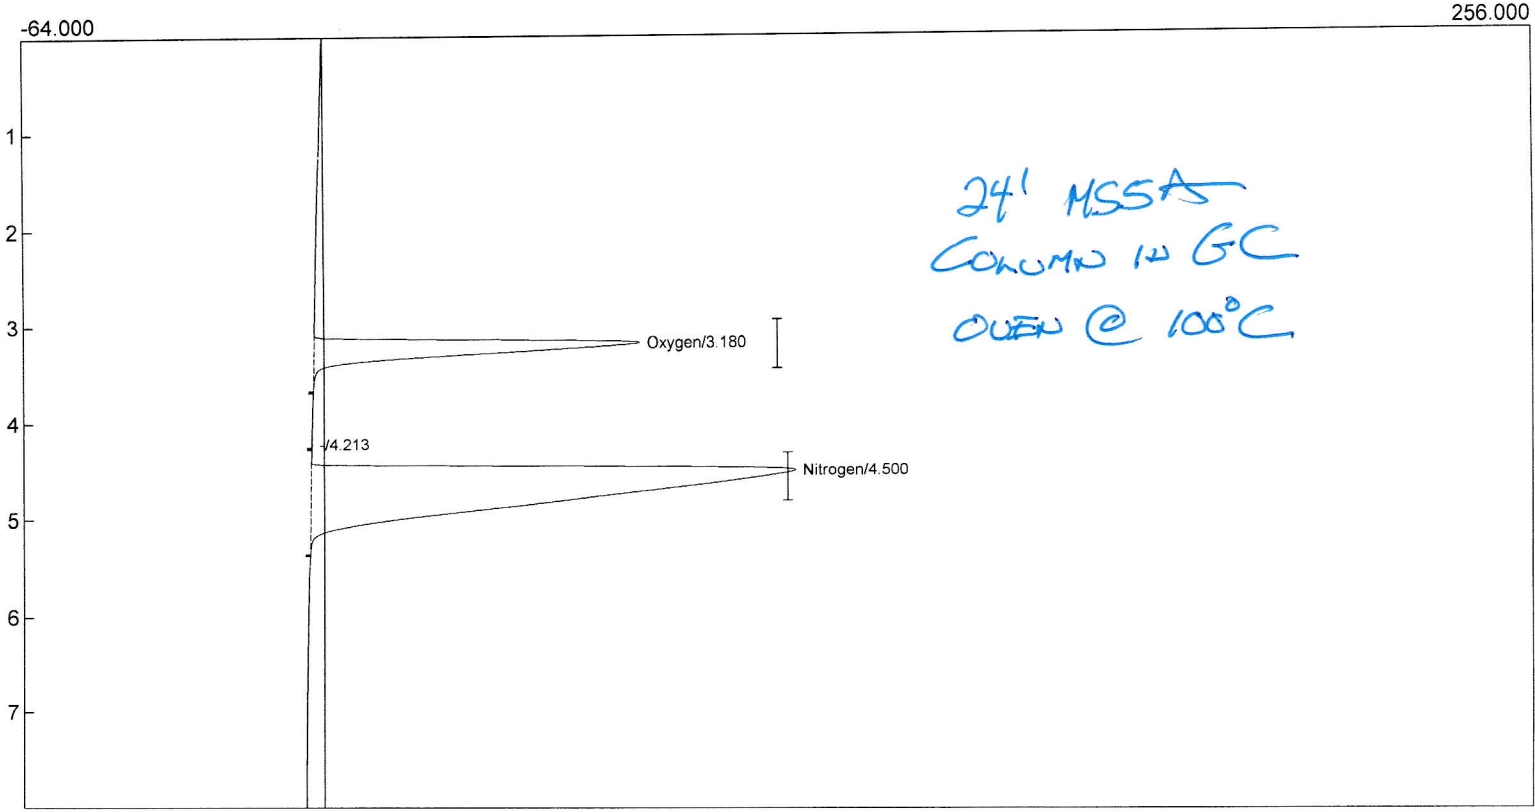 -64.000
256.000
1
2
3
4
5
6
7
Oxygen/3.180
-/4.213
Nitrogen/4.500
24' MS5A
COLUMN IN GC
OVEN @ 100°C